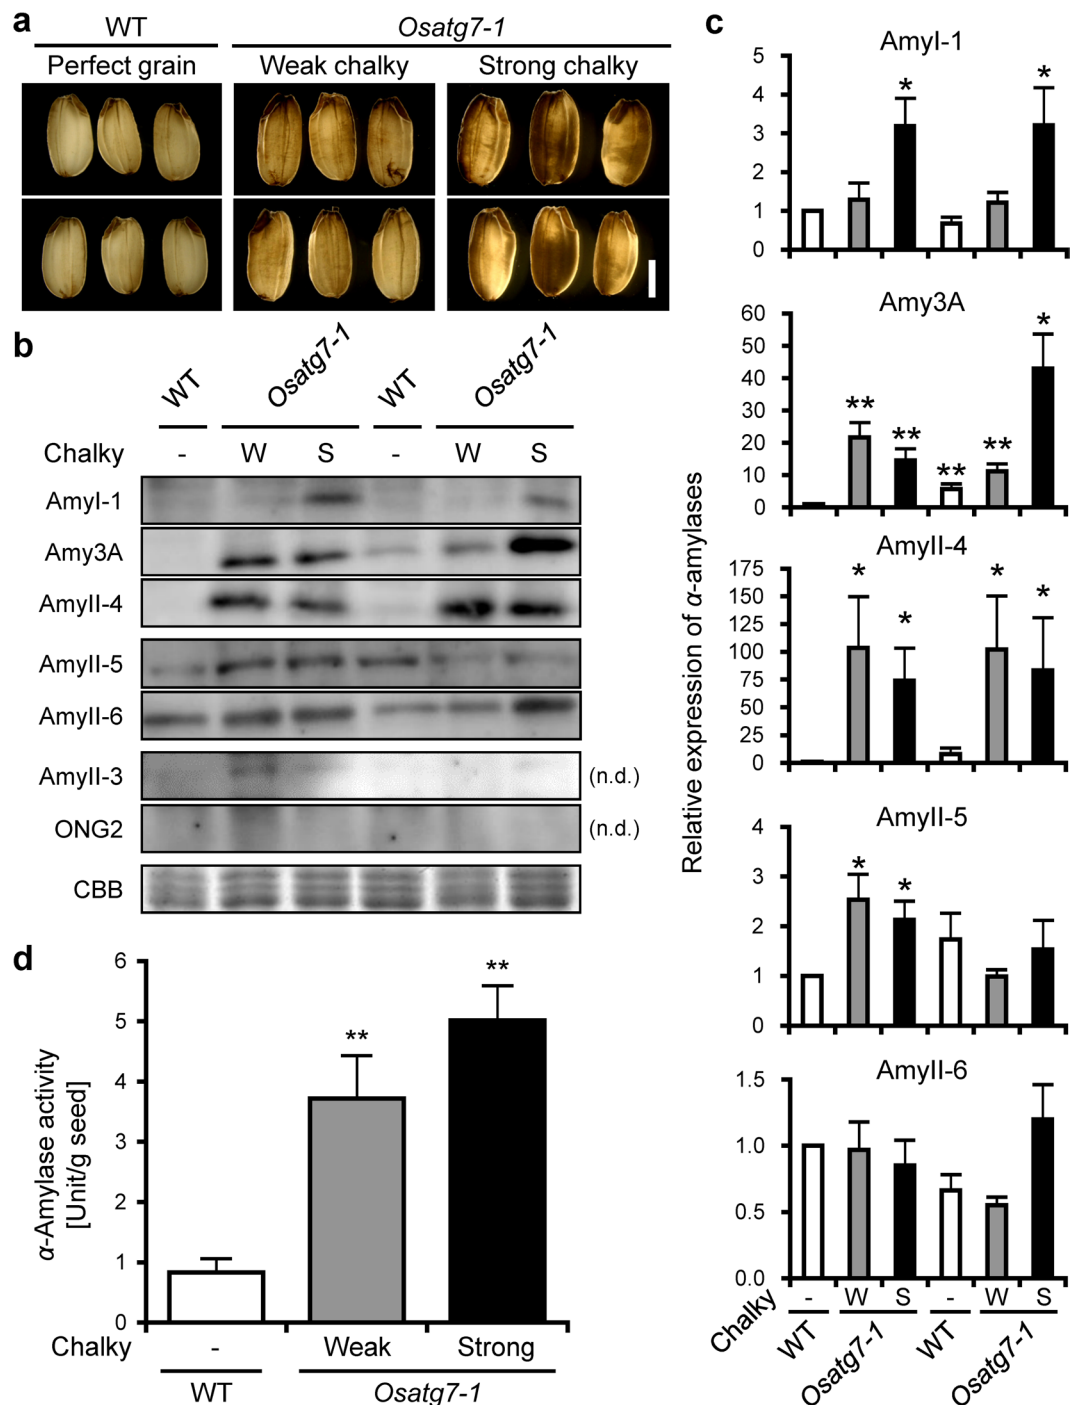 a
WT
Osatg7-1
Perfect grain
Weak chalky
Strong chalky
b
WT
Osatg7-1
WT
Osatg7-1
Chalky - W S - W S
AmyI-1
Amy3A
AmyII-4
AmyII-5
AmyII-6
AmyII-3 (n.d.)
ONG2 (n.d.)
CBB
c
Relative expression of α-amylases
AmyI-1
5
4
3
2
1
0
*
*
Amy3A
60
50
40
30
20
10
0
**
**
**
**
*
AmyII-4
175
150
125
100
75
50
25
0
*
*
*
*
AmyII-5
4
3
2
1
0
*
*
AmyII-6
1.5
1.0
0.5
0.0
Chalky - W S - W S
WT
Osatg7-1
WT
Osatg7-1
d
α-Amylase activity
[Unit/g seed]
6
5
4
3
2
1
0
**
**
Chalky - Weak Strong
WT Osatg7-1